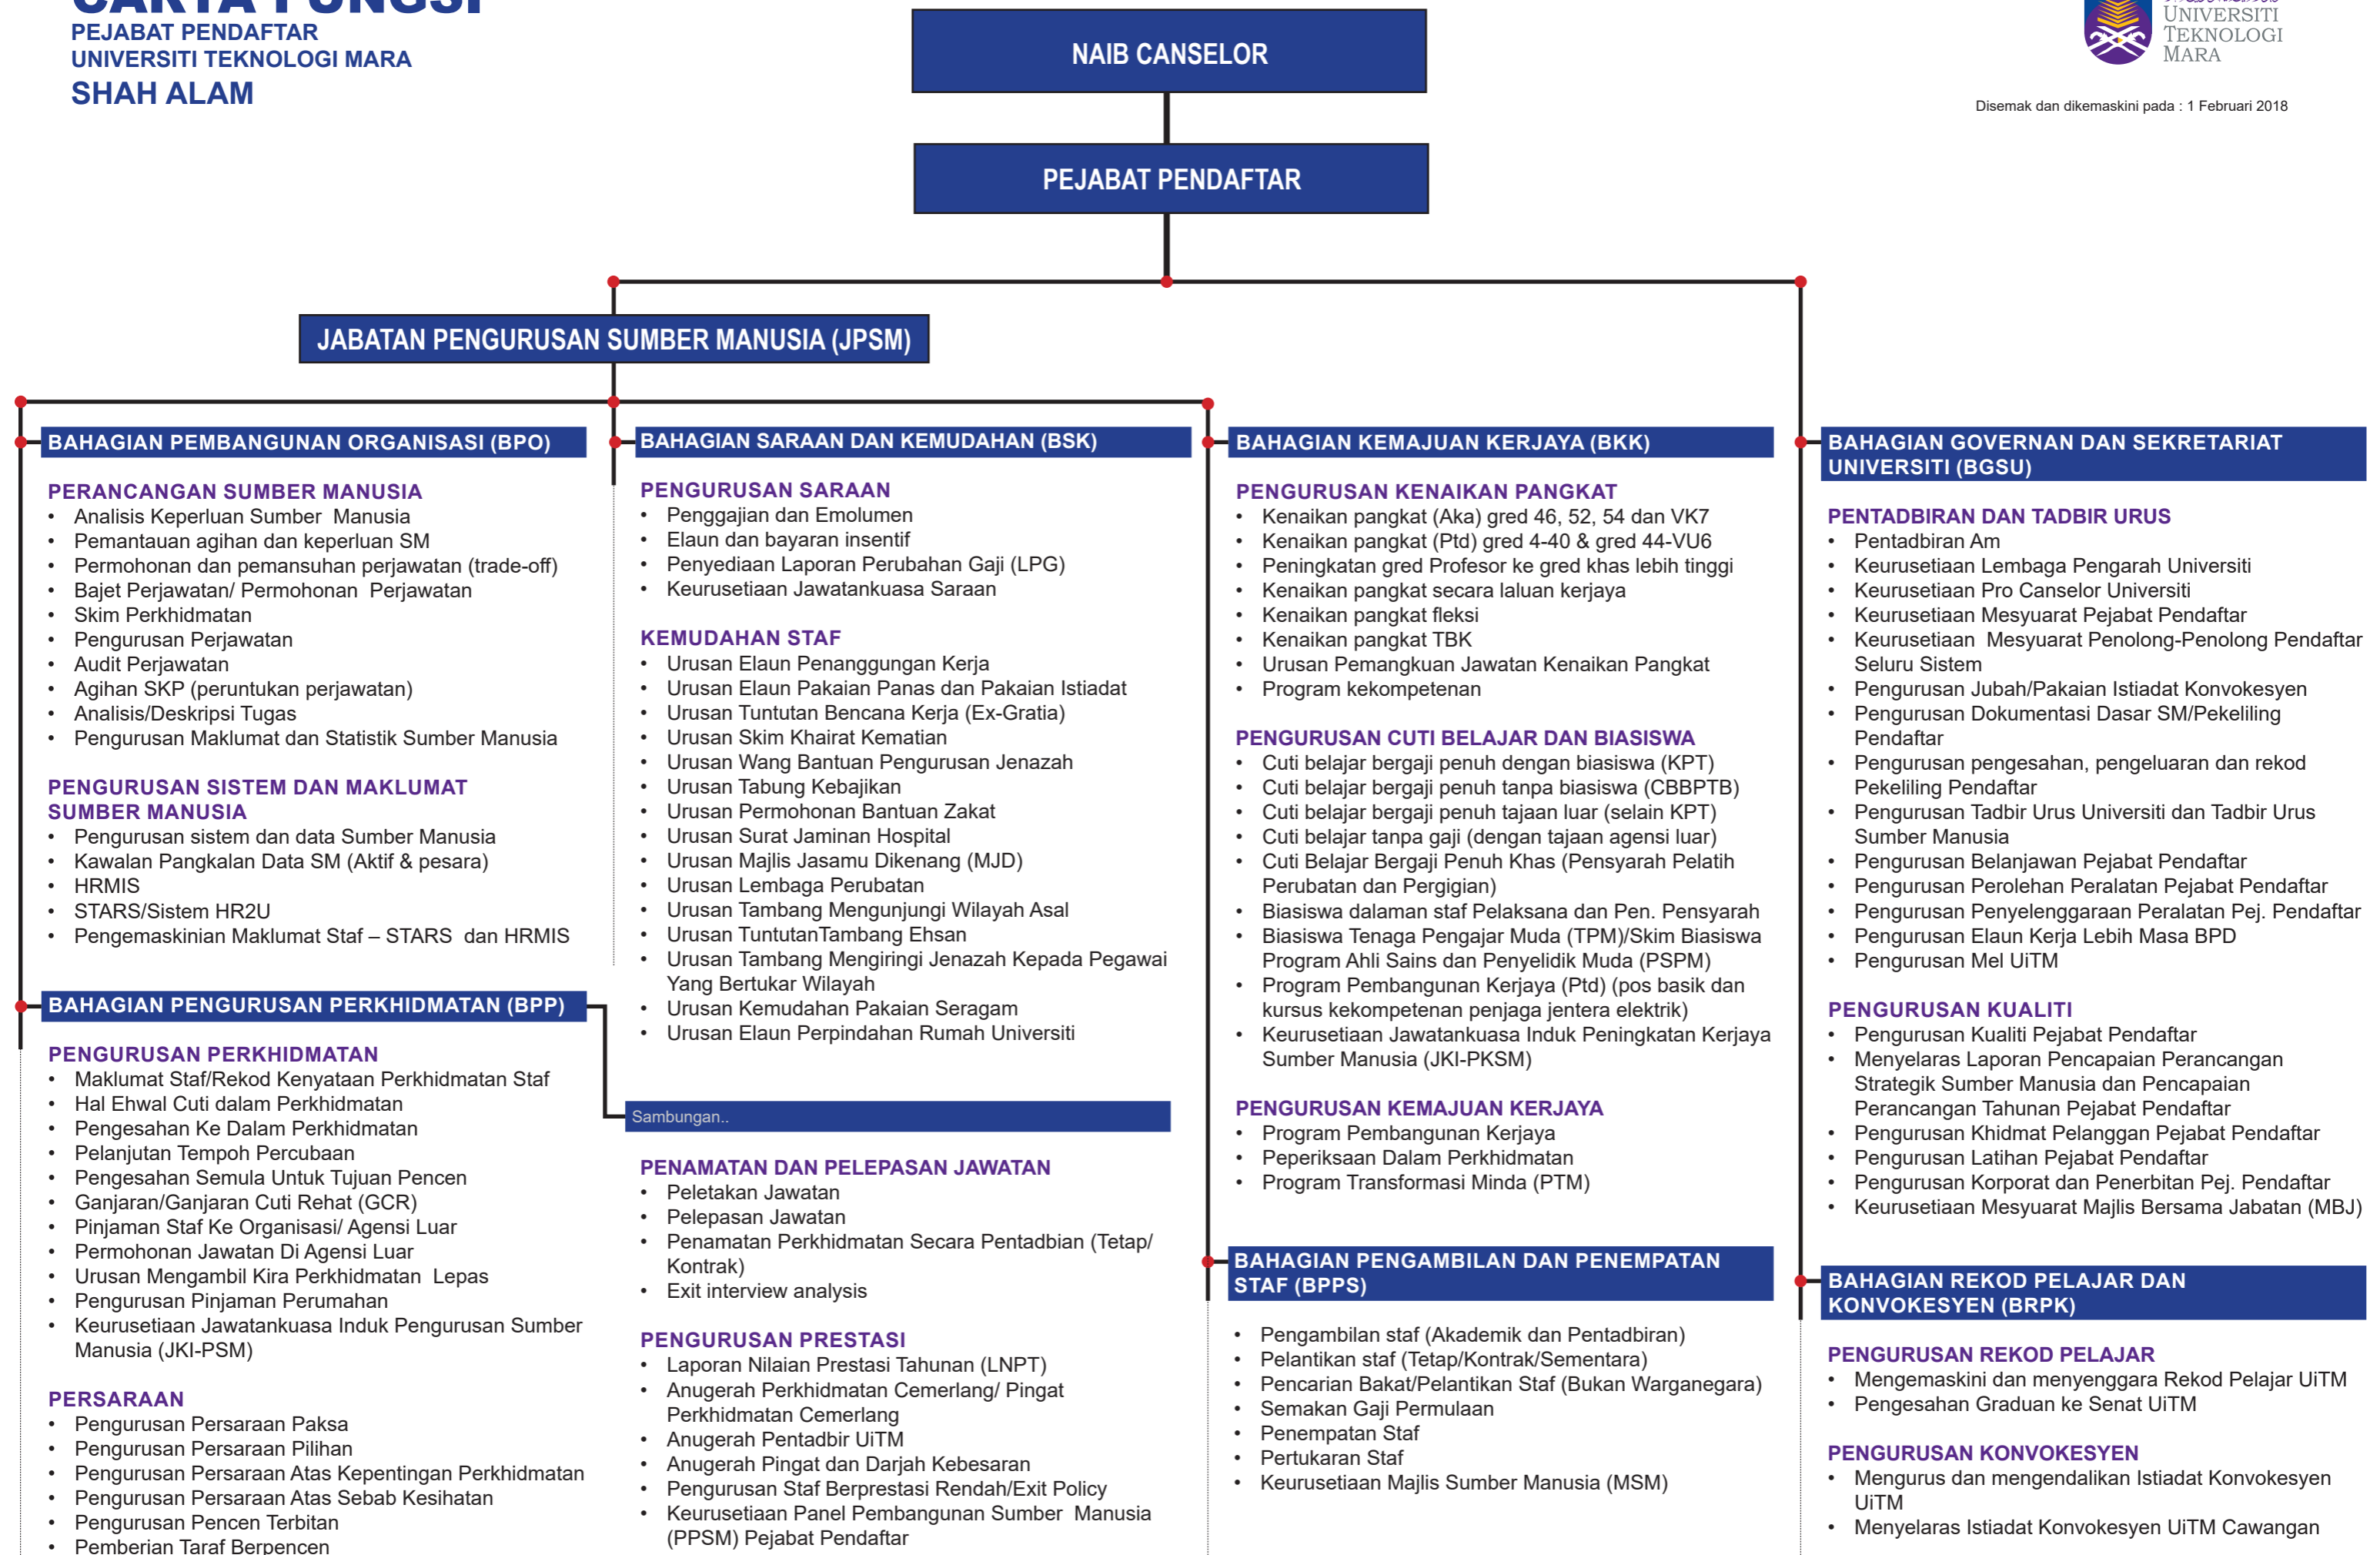 CARTA FUNGSI
PEJABAT PENDAFTAR
UNIVERSITI TEKNOLOGI MARA
SHAH ALAM
UNIVERSITI
TEKNOLOGI
MARA
Disemak dan dikemaskini pada : 1 Februari 2018
NAIB CANSELOR
PEJABAT PENDAFTAR
JABATAN PENGURUSAN SUMBER MANUSIA (JPSM)
BAHAGIAN PEMBANGUNAN ORGANISASI (BPO)
PERANCANGAN SUMBER MANUSIA
• Analisis Keperluan Sumber Manusia
• Pemantauan agihan dan keperluan SM
• Permohonan dan pemansuhan perjawatan (trade-off)
• Bajet Perjawatan/ Permohonan Perjawatan
• Skim Perkhidmatan
• Pengurusan Perjawatan
• Audit Perjawatan
• Agihan SKP (peruntukan perjawatan)
• Analisis/Deskripsi Tugas
• Pengurusan Maklumat dan Statistik Sumber Manusia
PENGURUSAN SISTEM DAN MAKLUMAT
SUMBER MANUSIA
• Pengurusan sistem dan data Sumber Manusia
• Kawalan Pangkalan Data SM (Aktif & pesara)
• HRMIS
• STARS/Sistem HR2U
• Pengemaskinian Maklumat Staf – STARS dan HRMIS
BAHAGIAN PENGURUSAN PERKHIDMATAN (BPP)
PENGURUSAN PERKHIDMATAN
• Maklumat Staf/Rekod Kenyataan Perkhidmatan Staf
• Hal Ehwal Cuti dalam Perkhidmatan
• Pengesahan Ke Dalam Perkhidmatan
• Pelanjutan Tempoh Percubaan
• Pengesahan Semula Untuk Tujuan Pencen
• Ganjaran/Ganjaran Cuti Rehat (GCR)
• Pinjaman Staf Ke Organisasi/ Agensi Luar
• Permohonan Jawatan Di Agensi Luar
• Urusan Mengambil Kira Perkhidmatan Lepas
• Pengurusan Pinjaman Perumahan
• Keurusetiaan Jawatankuasa Induk Pengurusan Sumber
Manusia (JKI-PSM)
PERSARAAN
• Pengurusan Persaraan Paksa
• Pengurusan Persaraan Pilihan
• Pengurusan Persaraan Atas Kepentingan Perkhidmatan
• Pengurusan Persaraan Atas Sebab Kesihatan
• Pengurusan Pencen Terbitan
• Pemberian Taraf Berpencen
BAHAGIAN SARAAN DAN KEMUDAHAN (BSK)
PENGURUSAN SARAAN
• Penggajian dan Emolumen
• Elaun dan bayaran insentif
• Penyediaan Laporan Perubahan Gaji (LPG)
• Keurusetiaan Jawatankuasa Saraan
KEMUDAHAN STAF
• Urusan Elaun Penanggungan Kerja
• Urusan Elaun Pakaian Panas dan Pakaian Istiadat
• Urusan Tuntutan Bencana Kerja (Ex-Gratia)
• Urusan Skim Khairat Kematian
• Urusan Wang Bantuan Pengurusan Jenazah
• Urusan Tabung Kebajikan
• Urusan Permohonan Bantuan Zakat
• Urusan Surat Jaminan Hospital
• Urusan Majlis Jasamu Dikenang (MJD)
• Urusan Lembaga Perubatan
• Urusan Tambang Mengunjungi Wilayah Asal
• Urusan TuntutanTambang Ehsan
• Urusan Tambang Mengiringi Jenazah Kepada Pegawai
Yang Bertukar Wilayah
• Urusan Kemudahan Pakaian Seragam
• Urusan Elaun Perpindahan Rumah Universiti
Sambungan..
PENAMATAN DAN PELEPASAN JAWATAN
• Peletakan Jawatan
• Pelepasan Jawatan
• Penamatan Perkhidmatan Secara Pentadbian (Tetap/
Kontrak)
• Exit interview analysis
PENGURUSAN PRESTASI
• Laporan Nilaian Prestasi Tahunan (LNPT)
• Anugerah Perkhidmatan Cemerlang/ Pingat
Perkhidmatan Cemerlang
• Anugerah Pentadbir UiTM
• Anugerah Pingat dan Darjah Kebesaran
• Pengurusan Staf Berprestasi Rendah/Exit Policy
• Keurusetiaan Panel Pembangunan Sumber Manusia
(PPSM) Pejabat Pendaftar
BAHAGIAN KEMAJUAN KERJAYA (BKK)
PENGURUSAN KENAIKAN PANGKAT
• Kenaikan pangkat (Aka) gred 46, 52, 54 dan VK7
• Kenaikan pangkat (Ptd) gred 4-40 & gred 44-VU6
• Peningkatan gred Profesor ke gred khas lebih tinggi
• Kenaikan pangkat secara laluan kerjaya
• Kenaikan pangkat fleksi
• Kenaikan pangkat TBK
• Urusan Pemangkuan Jawatan Kenaikan Pangkat
• Program kekompetenan
PENGURUSAN CUTI BELAJAR DAN BIASISWA
• Cuti belajar bergaji penuh dengan biasiswa (KPT)
• Cuti belajar bergaji penuh tanpa biasiswa (CBBPTB)
• Cuti belajar bergaji penuh tajaan luar (selain KPT)
• Cuti belajar tanpa gaji (dengan tajaan agensi luar)
• Cuti Belajar Bergaji Penuh Khas (Pensyarah Pelatih
Perubatan dan Pergigian)
• Biasiswa dalaman staf Pelaksana dan Pen. Pensyarah
• Biasiswa Tenaga Pengajar Muda (TPM)/Skim Biasiswa
Program Ahli Sains dan Penyelidik Muda (PSPM)
• Program Pembangunan Kerjaya (Ptd) (pos basik dan
kursus kekompetenan penjaga jentera elektrik)
• Keurusetiaan Jawatankuasa Induk Peningkatan Kerjaya
Sumber Manusia (JKI-PKSM)
PENGURUSAN KEMAJUAN KERJAYA
• Program Pembangunan Kerjaya
• Peperiksaan Dalam Perkhidmatan
• Program Transformasi Minda (PTM)
BAHAGIAN PENGAMBILAN DAN PENEMPATAN
STAF (BPPS)
• Pengambilan staf (Akademik dan Pentadbiran)
• Pelantikan staf (Tetap/Kontrak/Sementara)
• Pencarian Bakat/Pelantikan Staf (Bukan Warganegara)
• Semakan Gaji Permulaan
• Penempatan Staf
• Pertukaran Staf
• Keurusetiaan Majlis Sumber Manusia (MSM)
BAHAGIAN GOVERNAN DAN SEKRETARIAT
UNIVERSITI (BGSU)
PENTADBIRAN DAN TADBIR URUS
• Pentadbiran Am
• Keurusetiaan Lembaga Pengarah Universiti
• Keurusetiaan Pro Canselor Universiti
• Keurusetiaan Mesyuarat Pejabat Pendaftar
• Keurusetiaan Mesyuarat Penolong-Penolong Pendaftar
Seluru Sistem
• Pengurusan Jubah/Pakaian Istiadat Konvokesyen
• Pengurusan Dokumentasi Dasar SM/Pekeliling
Pendaftar
• Pengurusan pengesahan, pengeluaran dan rekod
Pekeliling Pendaftar
• Pengurusan Tadbir Urus Universiti dan Tadbir Urus
Sumber Manusia
• Pengurusan Belanjawan Pejabat Pendaftar
• Pengurusan Perolehan Peralatan Pejabat Pendaftar
• Pengurusan Penyelenggaraan Peralatan Pej. Pendaftar
• Pengurusan Elaun Kerja Lebih Masa BPD
• Pengurusan Mel UiTM
PENGURUSAN KUALITI
• Pengurusan Kualiti Pejabat Pendaftar
• Menyelaras Laporan Pencapaian Perancangan
Strategik Sumber Manusia dan Pencapaian
Perancangan Tahunan Pejabat Pendaftar
• Pengurusan Khidmat Pelanggan Pejabat Pendaftar
• Pengurusan Latihan Pejabat Pendaftar
• Pengurusan Korporat dan Penerbitan Pej. Pendaftar
• Keurusetiaan Mesyuarat Majlis Bersama Jabatan (MBJ)
BAHAGIAN REKOD PELAJAR DAN
KONVOKESYEN (BRPK)
PENGURUSAN REKOD PELAJAR
• Mengemaskini dan menyenggara Rekod Pelajar UiTM
• Pengesahan Graduan ke Senat UiTM
PENGURUSAN KONVOKESYEN
• Mengurus dan mengendalikan Istiadat Konvokesyen
UiTM
• Menyelaras Istiadat Konvokesyen UiTM Cawangan